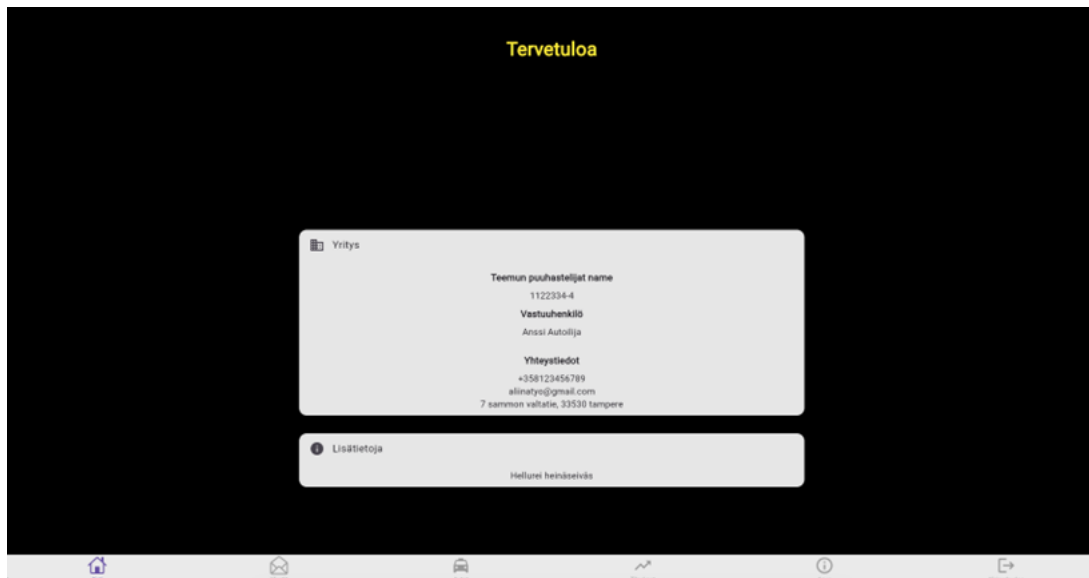 Tervetuloa
Yritys
Teemun puuhastelijat name
1122334-4
Vastuuhenkilö
Anssi Autoilija
Yhteystiedot
+358123456789
aliinatyo@gmail.com
7 sammon valtatie, 33530 tampere
Lisätietoja
Hellurei heinäseiväs